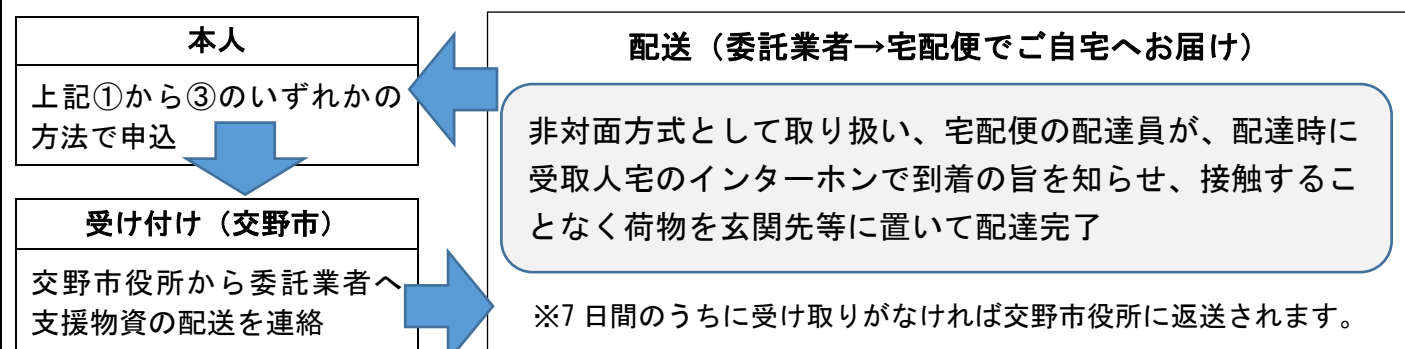 本人
上記①から③のいずれかの
方法で申込
受け付け（交野市）
交野市役所から委託業者へ
支援物資の配送を連絡
配送（委託業者→宅配便でご自宅へお届け）
非対面方式として取り扱い、宅配便の配達員が、配達時に
受取人宅のインターホンで到着の旨を知らせ、接触するこ
となく荷物を玄関先等に置いて配達完了
※7日間のうちに受け取りがなければ交野市役所に返送されます。